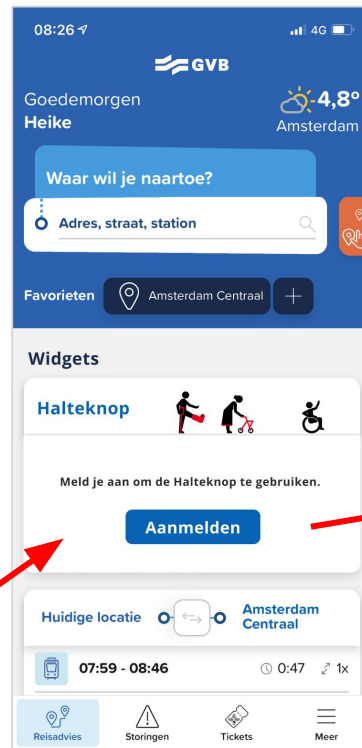 08:26 4G
GVB
Goedemorgen
Heike
-4,8°
Amsterdam
Waar wil je naartoe?
Adres, straat, station
Favorieten Amsterdam Centraal
Widgets
Halteknop
Meld je aan om de Halteknop te gebruiken.
Aanmelden
Huidige locatie Amsterdam
Centraal
07:59 - 08:46 0:47 1x
Reisadvies Storingen Tickets Meer